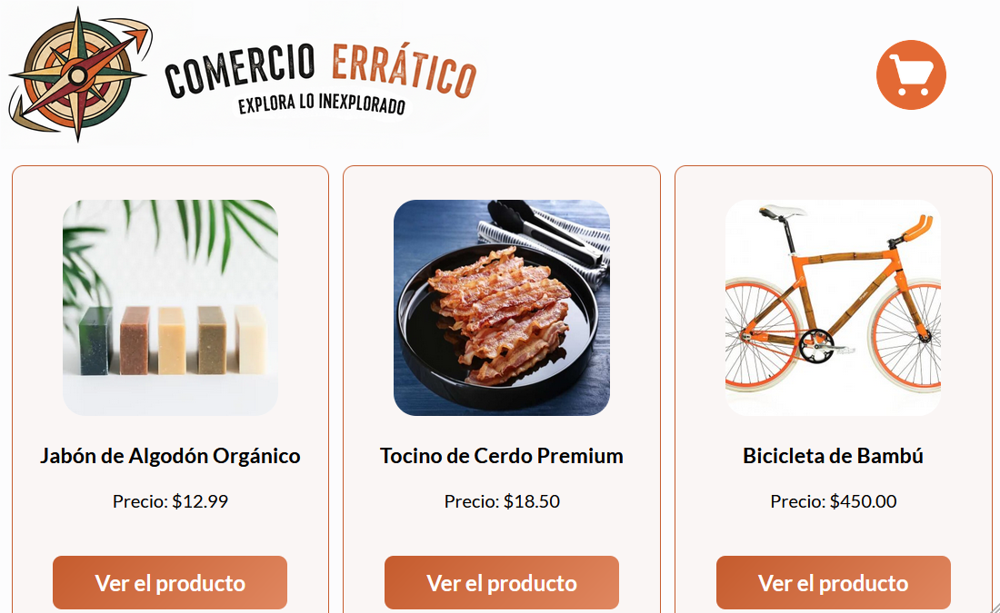 COMERCIO ERRÁTICO
EXPLORA LO INEXPLORADO
Jabón de Algodón Orgánico
Tocino de Cerdo Premium
Bicicleta de Bambú
Precio: $12.99
Precio: $18.50
Precio: $450.00
Ver el producto
Ver el producto
Ver el producto